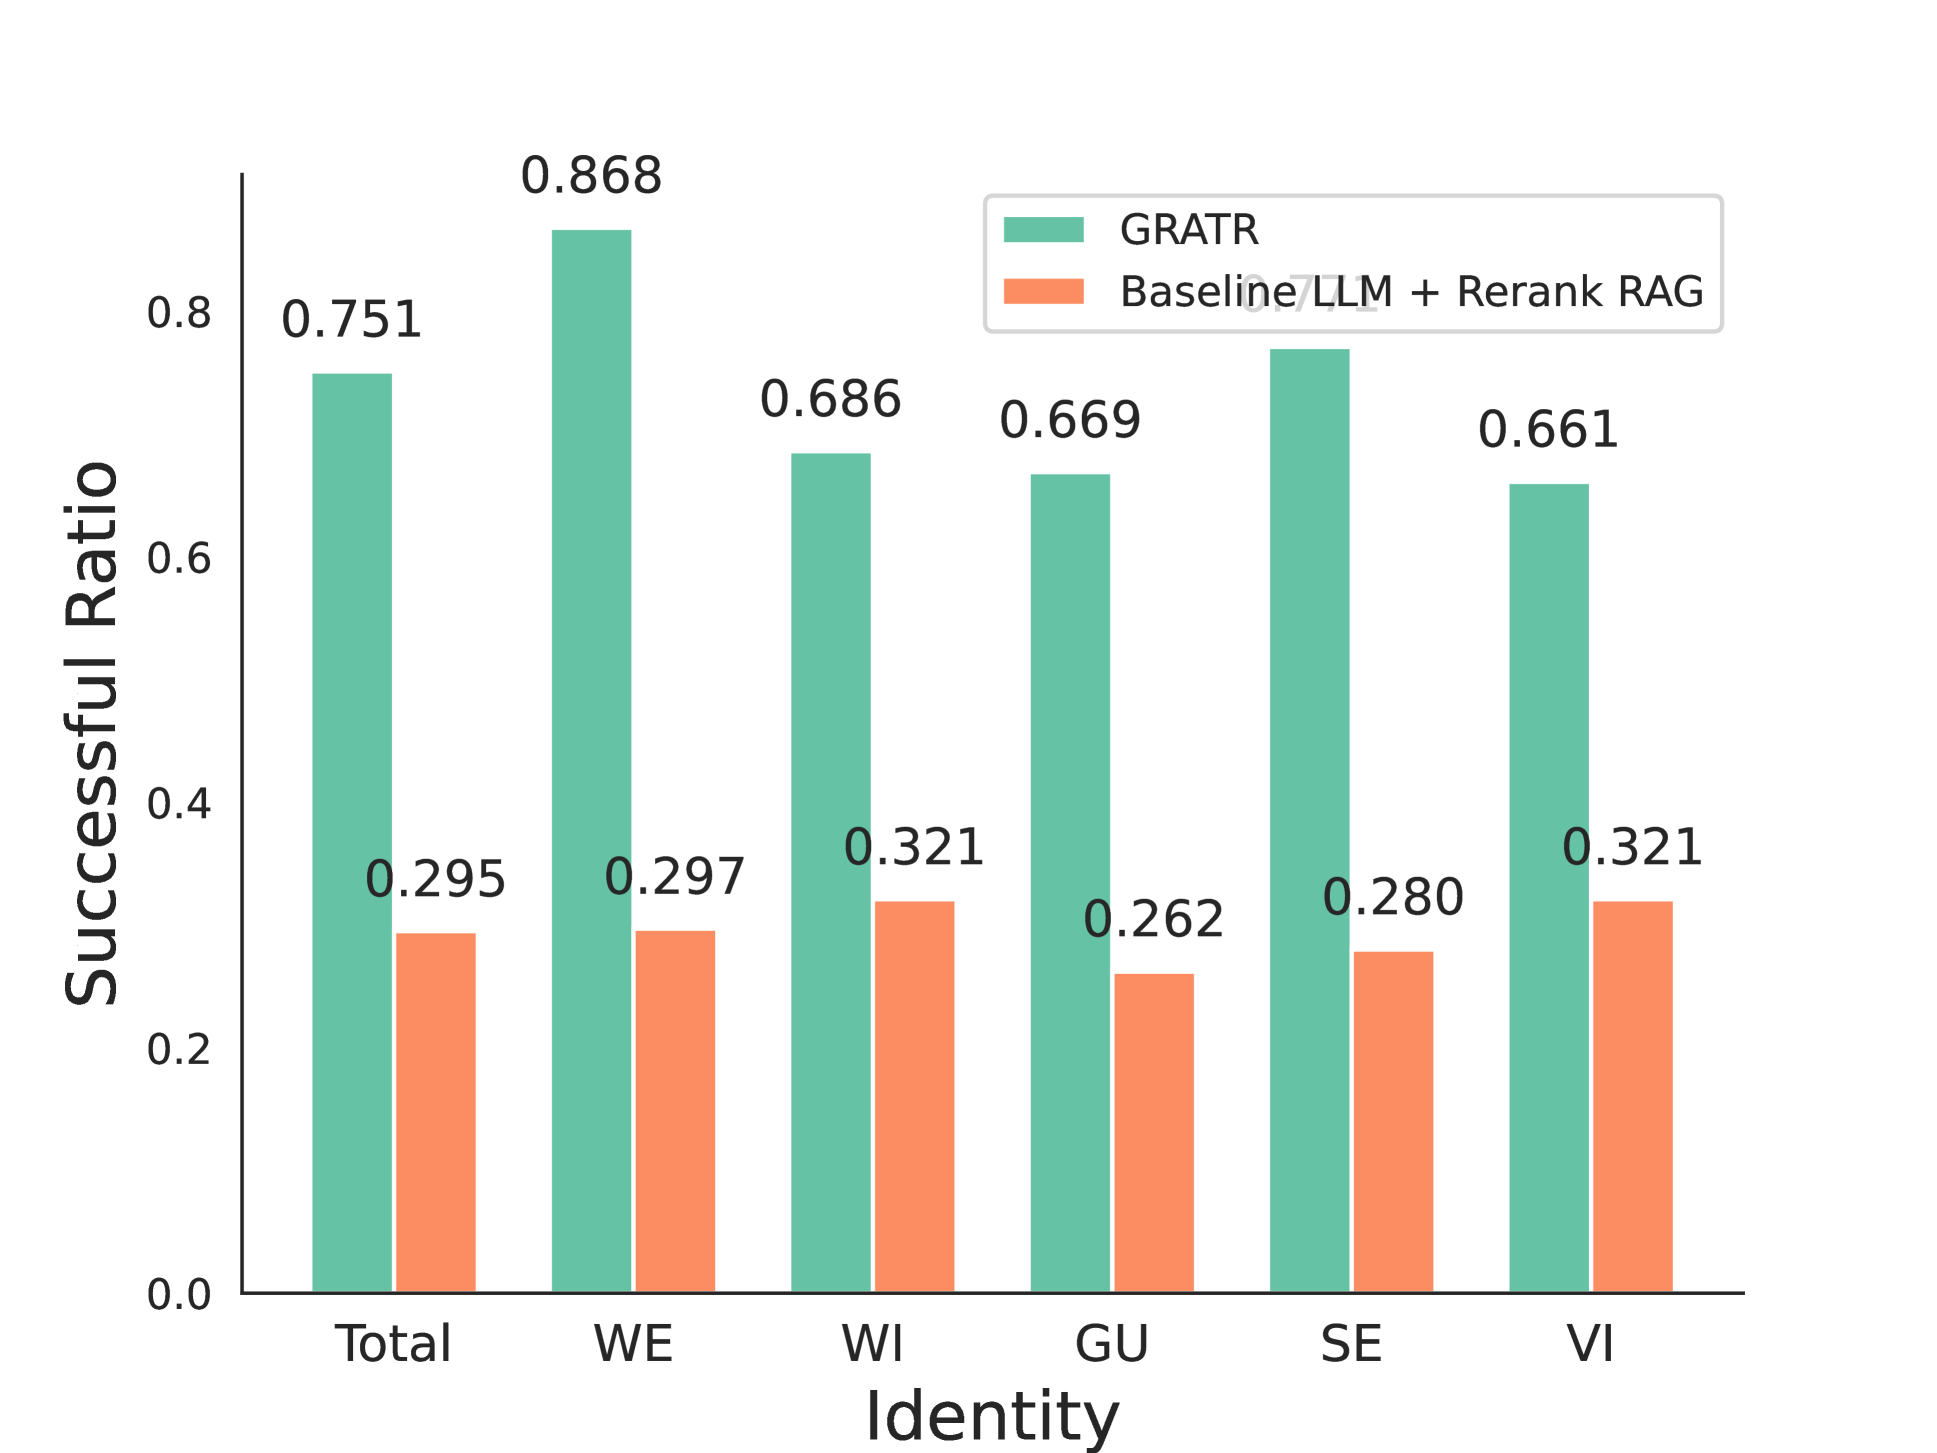 0.868
GRATR
0.771
Baseline LLM + Rerank RAG
0.8
0.751
0.686
0.669
0.661
Successful Ratio
0.6
0.4
0.295
0.297
0.321
0.262
0.280
0.321
0.2
0.0
Total
WE
WI
GU
SE
VI
Identity